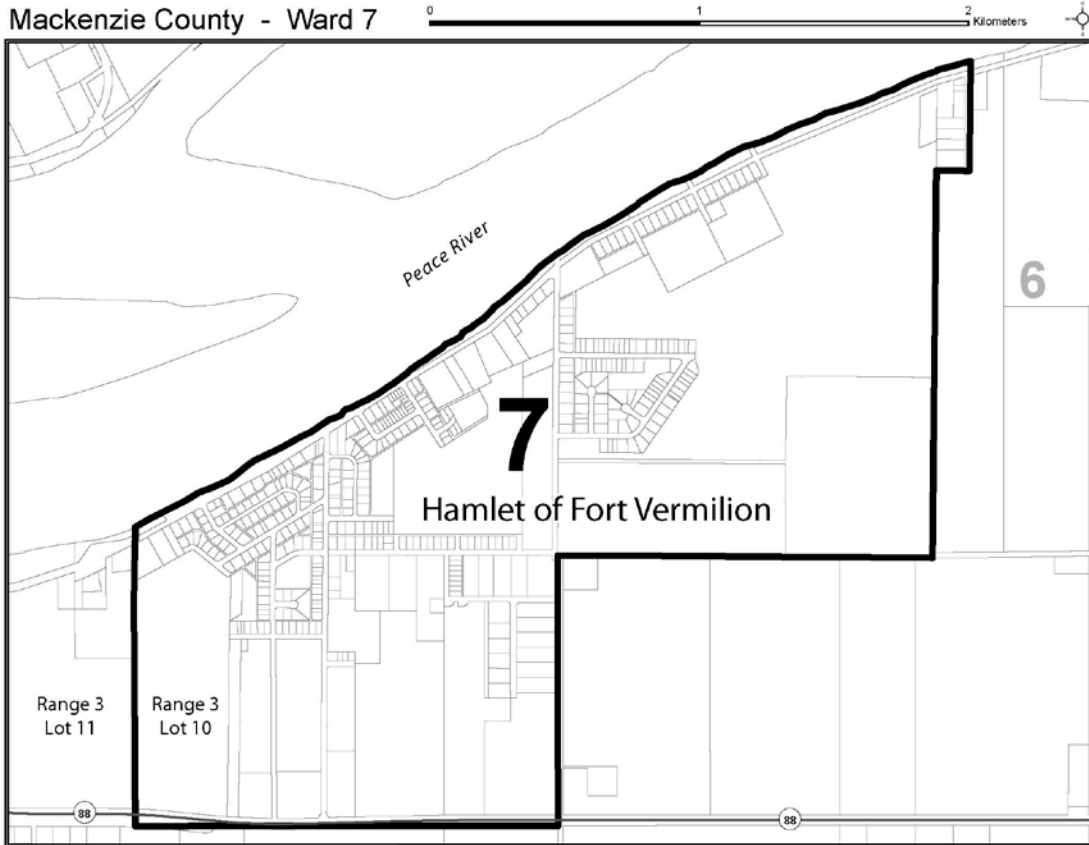 Mackenzie County - Ward 7
0 1 2
Kilometers
Peace River
6
7
Hamlet of Fort Vermilion
Range 3
Lot 11
Range 3
Lot 10
88
88